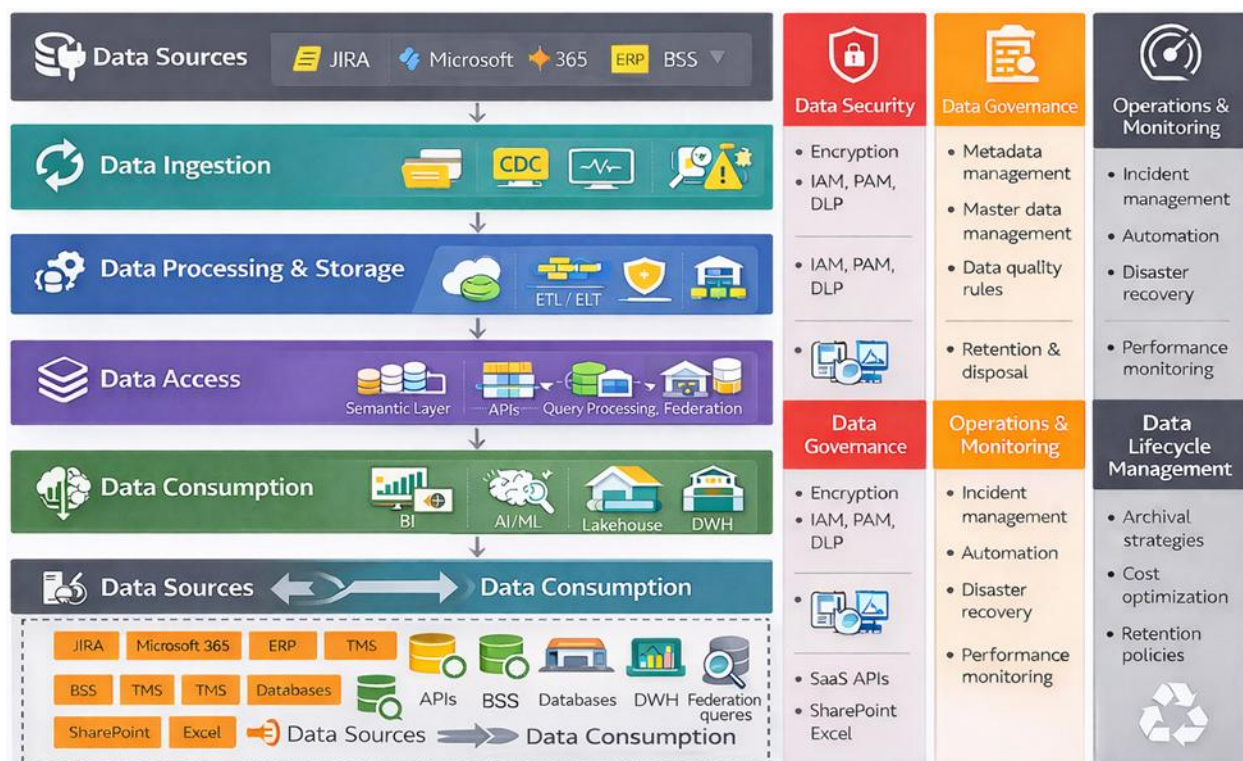 Data Sources
JIRA
Microsoft
365
ERP
BSS
Data Ingestion
CDC
Data Processing & Storage
ETL / ELT
Data Access
Semantic Layer
APIs
Query Processing, Federation
Data Consumption
BI
AI/ML
Lakehouse
DWH
Data Sources
Data Consumption
JIRA
Microsoft 365
ERP
TMS
BSS
TMS
TMS
Databases
SharePoint
Excel
APIs
BSS
Databases
DWH
Federation
queres
Data Sources
Data Consumption
Data Security
• Encryption
• IAM, PAM,
DLP
• IAM, PAM,
DLP
•
Data
Governance
• Encryption
• IAM, PAM,
DLP
•
• SaaS APIs
• SharePoint
Excel
Data Governance
• Metadata
management
• Master data
management
• Data quality
rules
• Retention &
disposal
Operations &
Monitoring
• Incident
management
• Automation
• Disaster
recovery
• Performance
monitoring
Operations &
Monitoring
• Incident
management
• Automation
• Disaster
recovery
• Performance
monitoring
Data
Lifecycle
Management
• Archival
strategies
• Cost
optimization
• Retention
policies